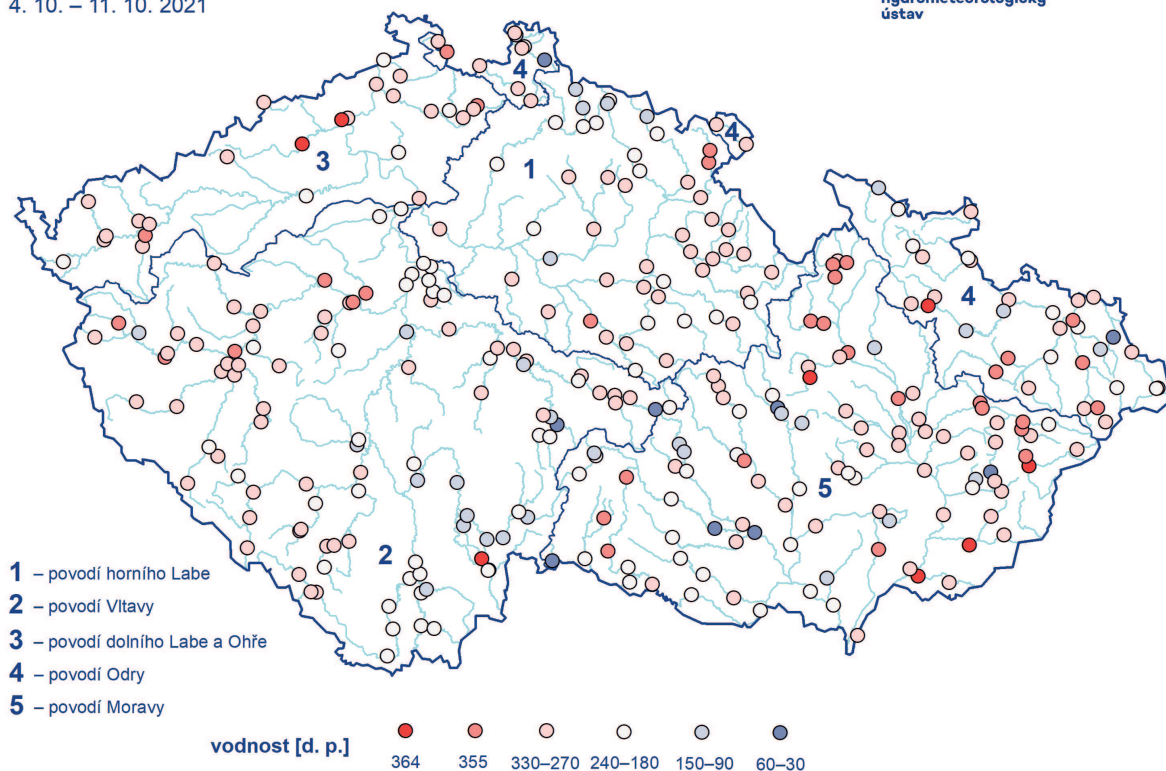 4. 10. – 11. 10. 2021
ústav
4
4
3
1
4
5
2
1 – povodí horního Labe
2 – povodí Vltavy
3 – povodí dolního Labe a Ohře
4 – povodí Odry
5 – povodí Moravy
vodnost [d. p.]
364 355 330–270 240–180 150–90 60–30